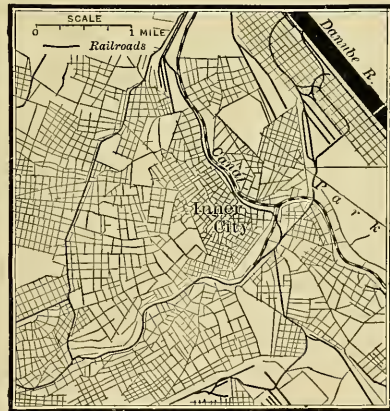 SCALE
0 1 MILE
Railroads
Danube R.
Canal
Park
Inner
City